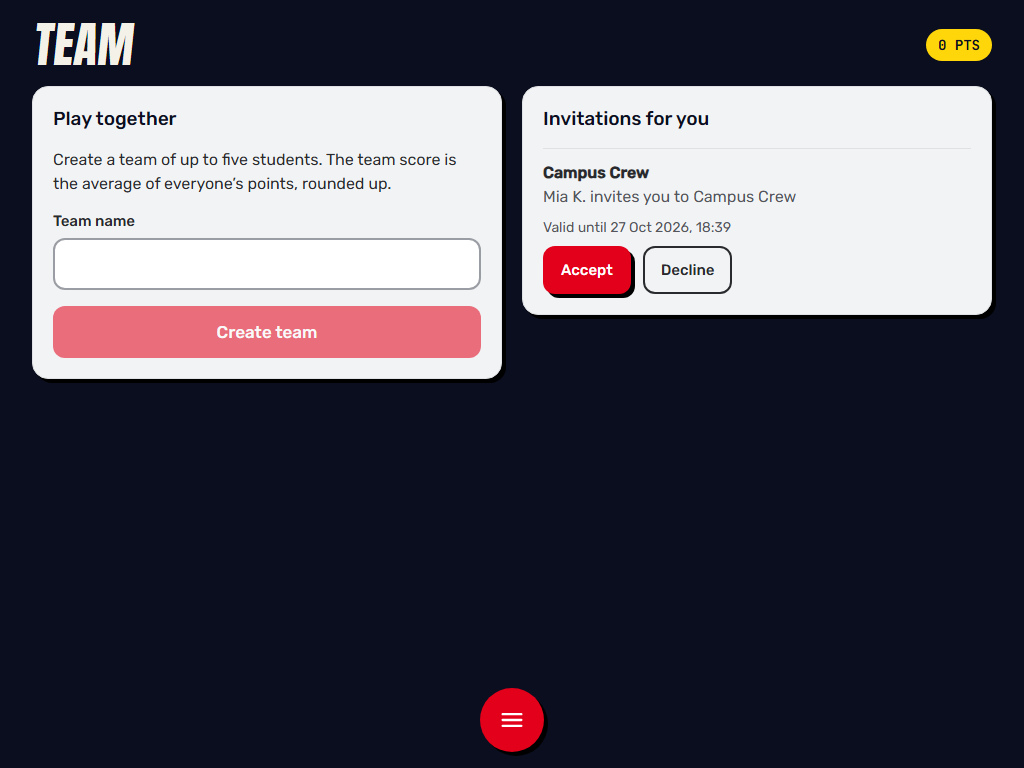 TEAM
0 PTS
Play together
Create a team of up to five students. The team score is
the average of everyone’s points, rounded up.
Team name
Create team
Invitations for you
Campus Crew
Mia K. invites you to Campus Crew
Valid until 27 Oct 2026, 18:39
Accept
Decline